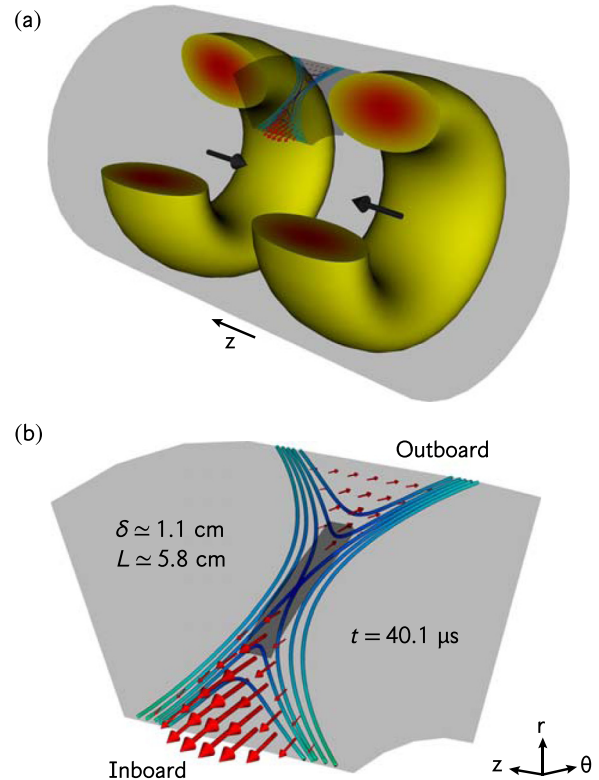 (a)
z
(b)
Outboard
δ ≃ 1.1 cm
L ≃ 5.8 cm
t = 40.1 μs
Inboard
r
z
θ